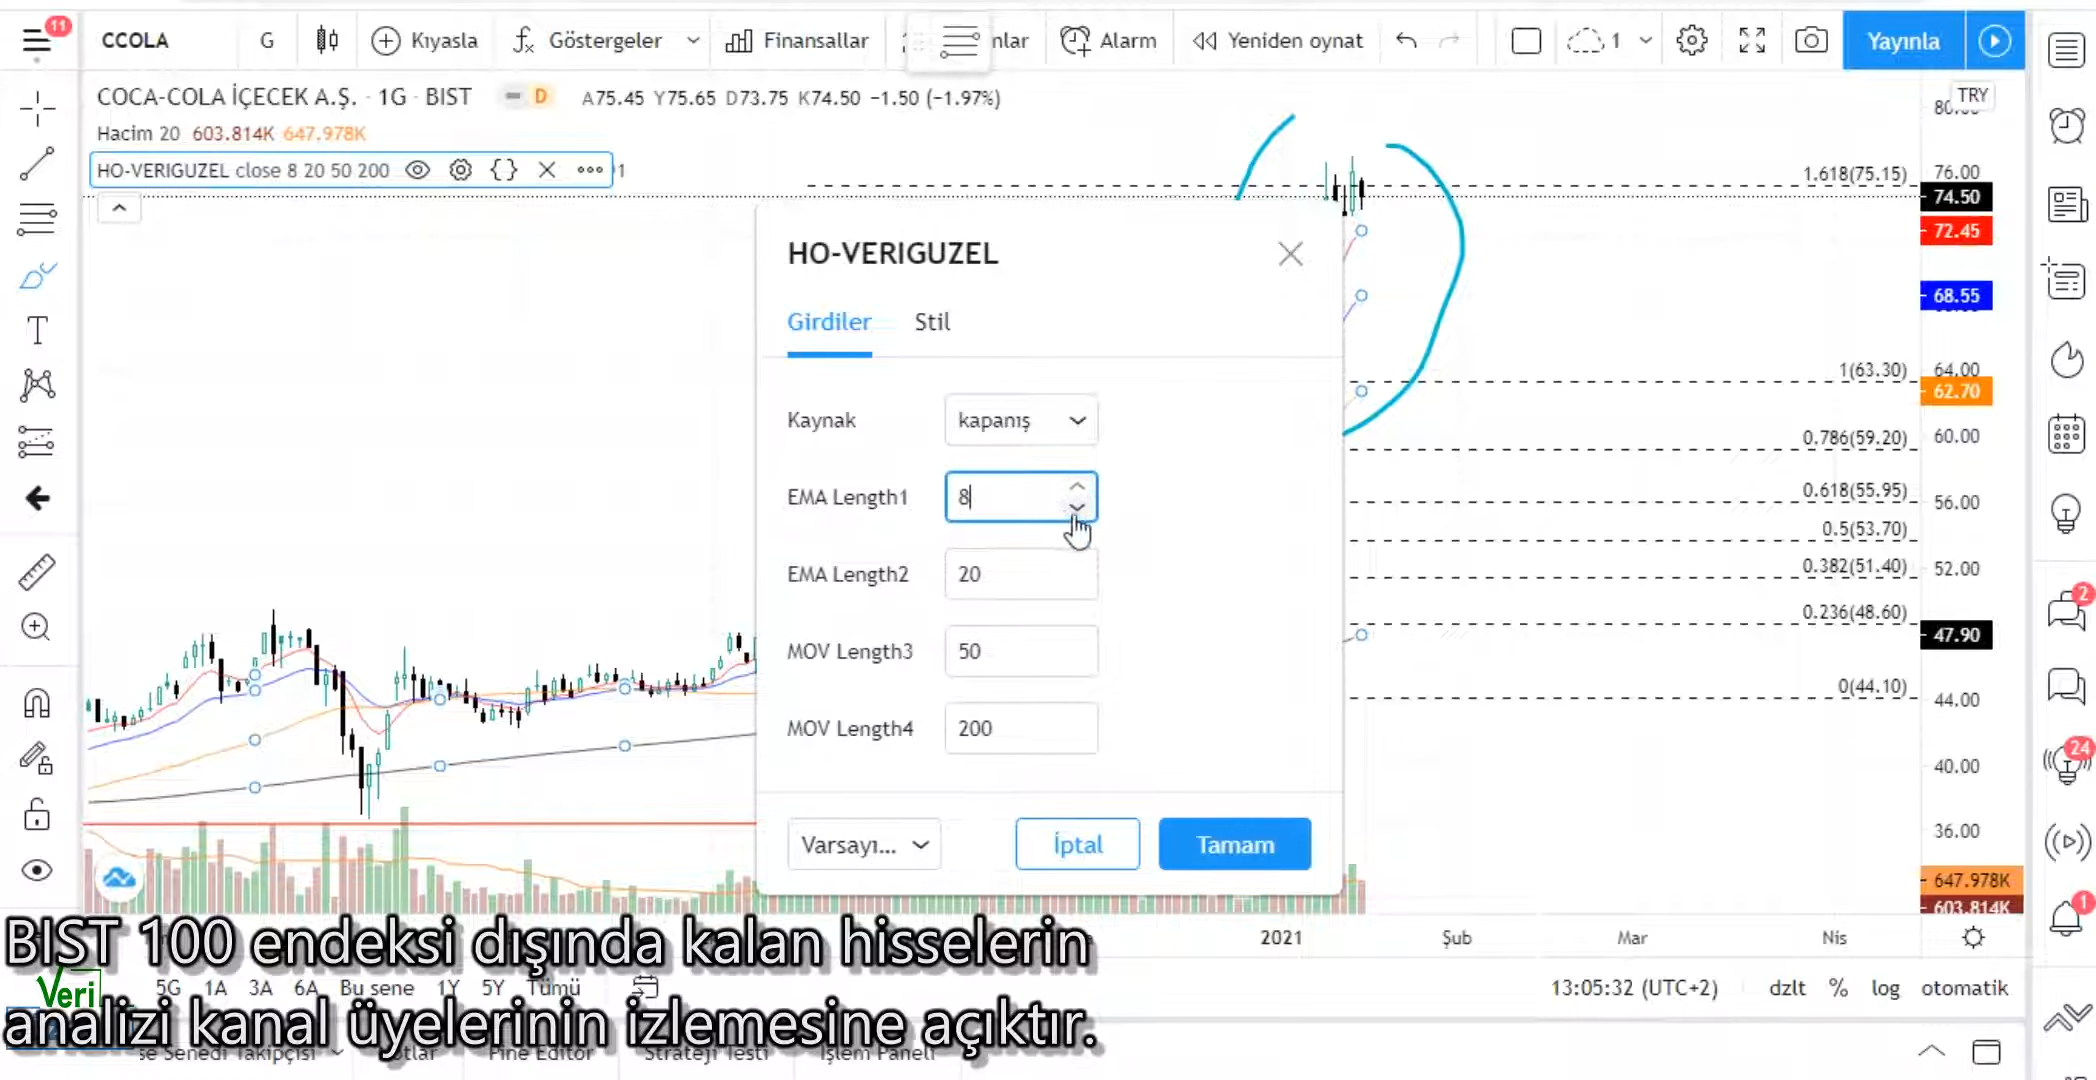 11
CCOLA G Kıyasla Göstergeler Finansallar nlar Alarm Yeniden oynat 1 Yayınla
COCA-COLA İÇECEK A.Ş. · 1G · BIST D A75.45 Y75.65 D73.75 K74.50 −1.50 (−1.97%)
TRY
Hacim 20 603.814K 647.978K
HO-VERIGUZEL close 8 20 50 200
1.618(75.15)
76.00
74.50
72.45
68.55
1(63.30)
64.00
62.70
0.786(59.20)
60.00
0.618(55.95)
56.00
0.5(53.70)
0.382(51.40)
52.00
0.236(48.60)
47.90
0(44.10)
44.00
40.00
36.00
647.978K
603.814K
HO-VERIGUZEL
Girdiler Stil
Kaynak kapanış
EMA Length1 8
EMA Length2 20
MOV Length3 50
MOV Length4 200
Varsayı... İptal Tamam
2
24
1
2021 Şub Mar Nis
BIST 100 endeksi dışında kalan hisselerin
Veri
5G 1A 3A 6A Bu sene 1Y 5Y Tümü 13:05:32 (UTC+2) dzlt % log otomatik
analizi kanal üyelerinin izlemesine açıktır.
se Senedi Takipçisi otlar Pine Editör Strateji Testi İşlem Paneli